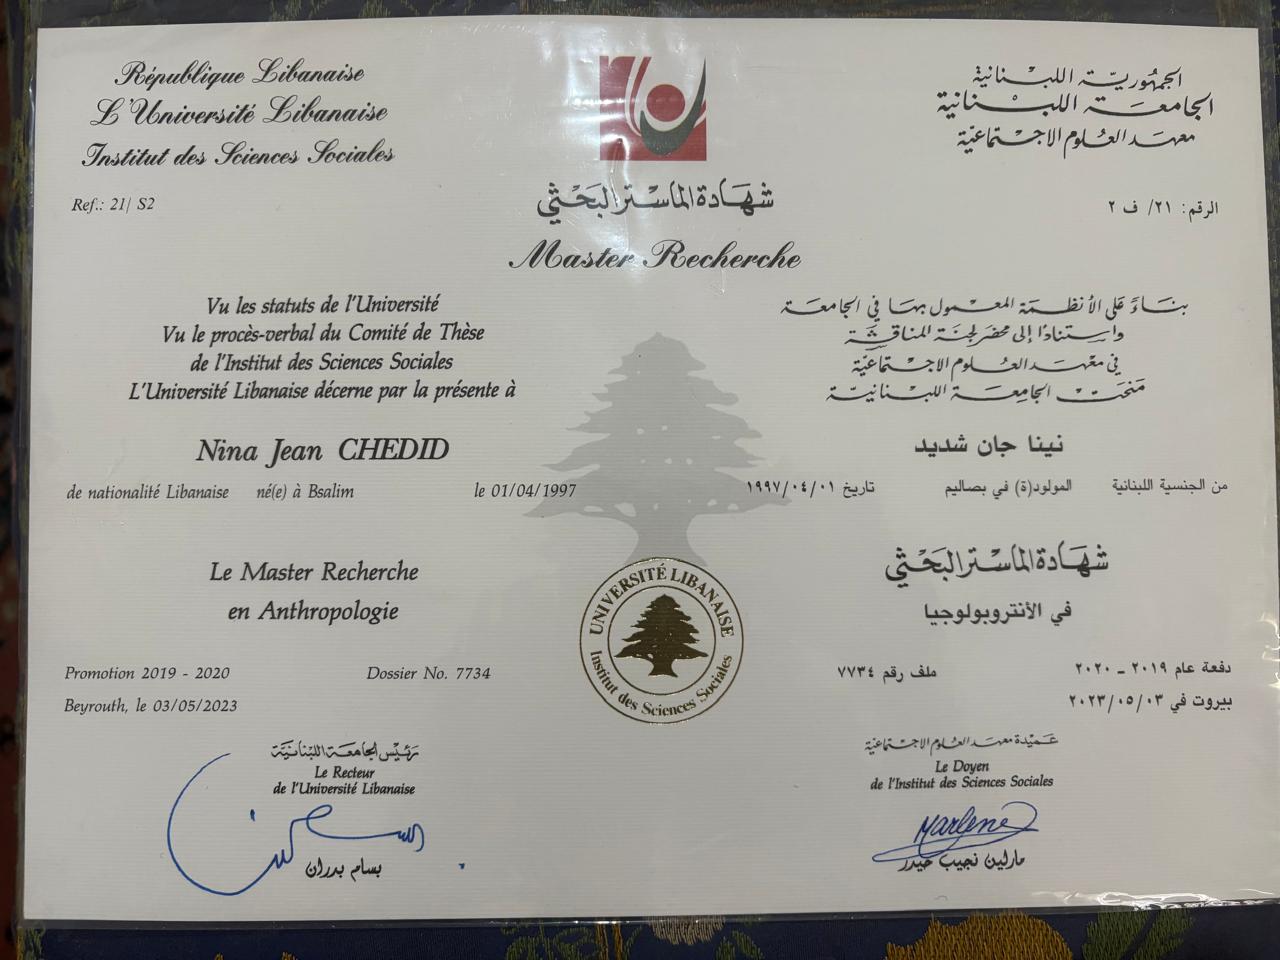 République Libanaise
L'Université Libanaise
Institut des Sciences Sociales
الجمهوريّة اللبنانية
الجامعة اللبنانية
معهد العلوم الاجتماعيّة
Ref.: 21/ S2
الرقم: ٢١/ ف ٢
شهادة الماستر البحثي
Master Recherche
Vu les statuts de l'Université
Vu le procès-verbal du Comité de Thèse
de l'Institut des Sciences Sociales
L'Université Libanaise décerne par la présente à
بناءً على الأنظمة المعمول بها في الجامعة
واستنادًا إلى محضر لجنة المناقشة
في معهد العلوم الاجتماعيّة
منحت الجامعة اللبنانيّة
Nina Jean CHEDID
نينا جان شديد
de nationalité Libanaise né(e) à Bsalim le 01/04/1997
من الجنسية اللبنانية المولود(ة) في بصاليم تاريخ ١٩٩٧/٠٤/٠١
Le Master Recherche
en Anthropologie
شهادة الماستر البحثي
في الأنتروبولوجيا
UNIVERSITÉ LIBANAISE
Institut des Sciences Sociales
Promotion 2019 - 2020 Dossier No. 7734
Beyrouth, le 03/05/2023
دفعة عام ٢٠١٩ - ٢٠٢٠ ملف رقم ٧٧٣٤
بيروت في ٢٠٢٣/٠٥/٠٣
رئيس الجامعة اللبنانيّة
Le Recteur
de l'Université Libanaise
بسام بدران
عميدة معهد العلوم الاجتماعيّة
Le Doyen
de l'Institut des Sciences Sociales
Marlene
مارلين نجيب حيدر